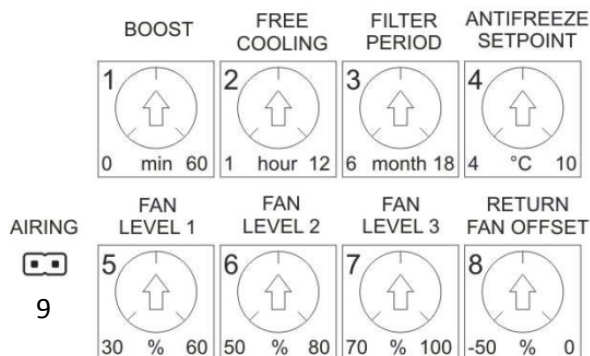 BOOST
FREE COOLING
FILTER PERIOD
ANTIFREEZE SETPOINT
1
2
3
4
0 min 60
1 hour 12
6 month 18
4 °C 10
AIRING
FAN LEVEL 1
FAN LEVEL 2
FAN LEVEL 3
RETURN FAN OFFSET
9
5
6
7
8
30 % 60
50 % 80
70 % 100
-50 % 0